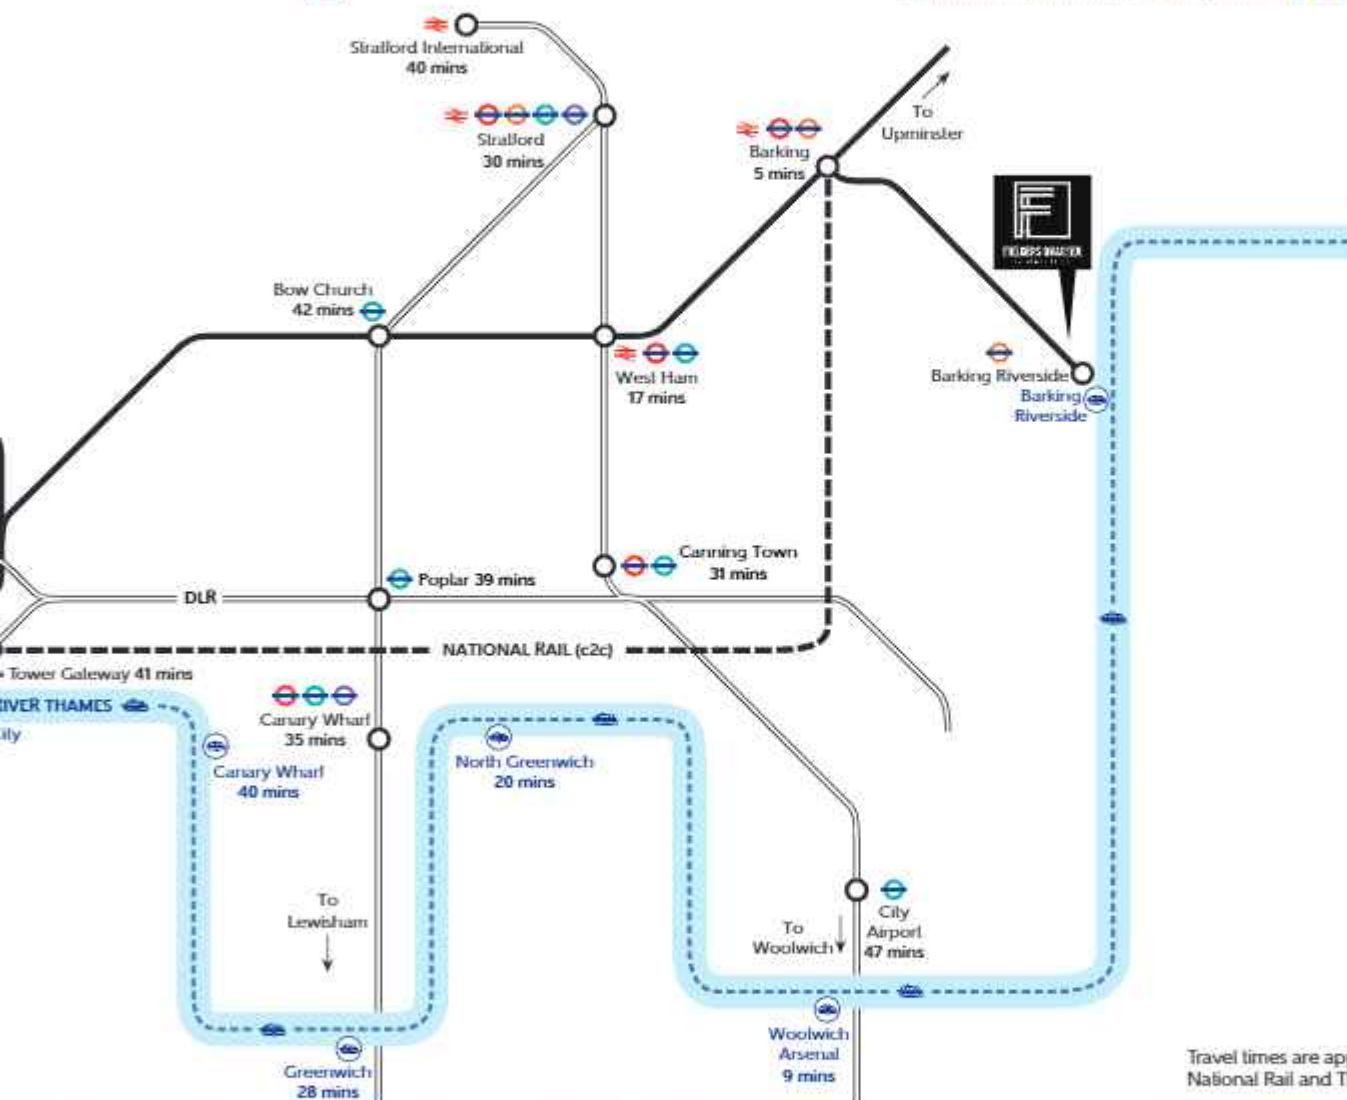 Stratford International
40 mins
Stratford
30 mins
To
Upminster
Barking
5 mins
FIELDERS QUARTER
Bow Church
42 mins
West Ham
17 mins
Barking Riverside
Barking
Riverside
Canning Town
31 mins
Poplar 39 mins
DLR
NATIONAL RAIL (c2c)
Tower Gateway 41 mins
RIVER THAMES
City
Canary Wharf
35 mins
Canary Wharf
40 mins
North Greenwich
20 mins
To
Lewisham
City
Airport
47 mins
To
Woolwich
Woolwich
Arsenal
9 mins
Greenwich
28 mins
Travel times are ap
National Rail and T